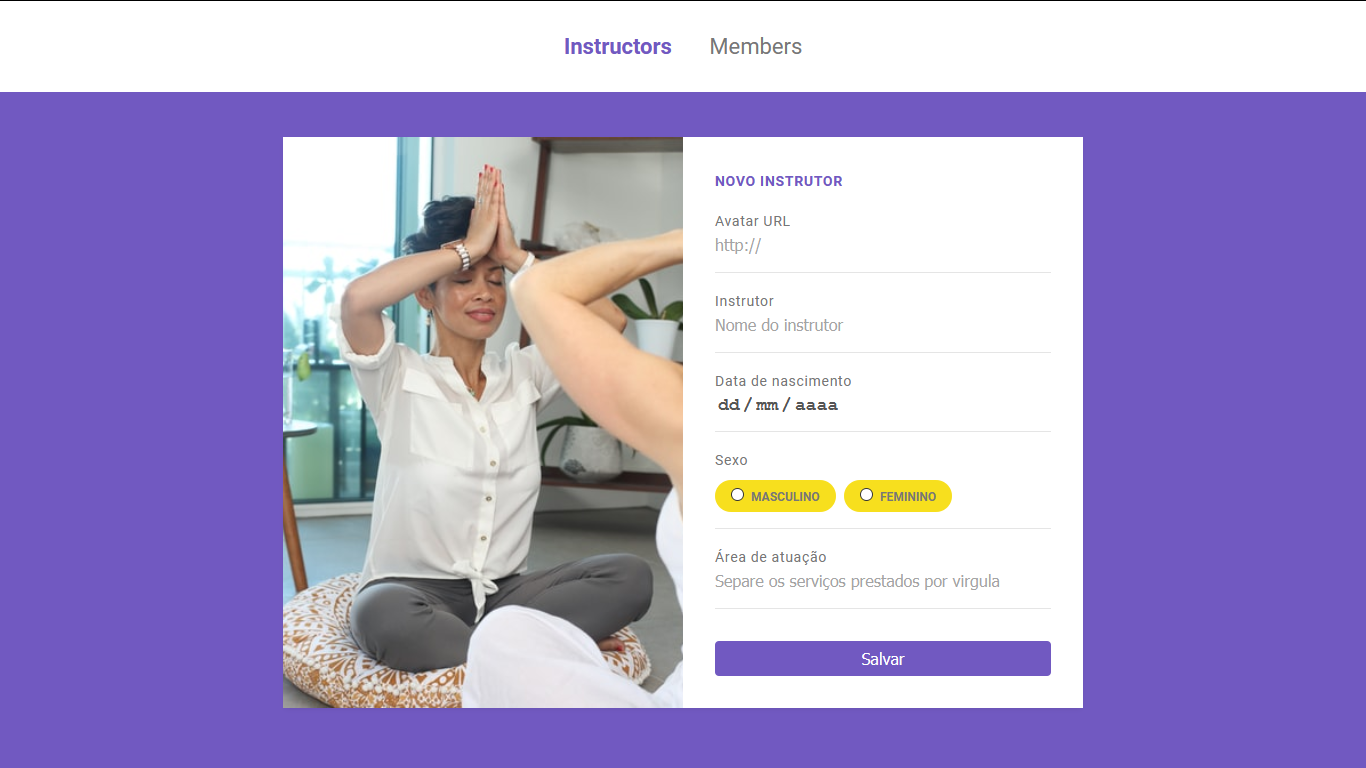 Instructors Members
NOVO INSTRUTOR
Avatar URL
http://
Instrutor
Nome do instrutor
Data de nascimento
dd / mm / aaaa
Sexo
MASCULINO FEMININO
Área de atuação
Separe os serviços prestados por virgula
Salvar